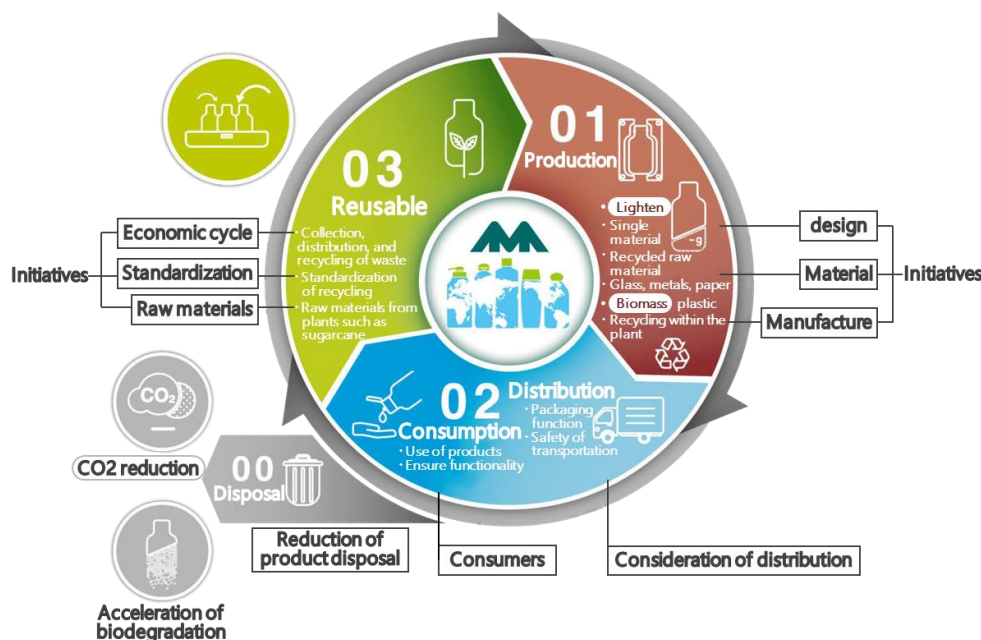 01
Production
• Lighten
· Single
material
· Recycled raw
material
· Glass, metals, paper
• Biomass plastic
· Recycling within the
plant
-g
design
Material
Manufacture
Initiatives
02
Distribution
· Packaging
function
· Safety of
transportation
Consumption
· Use of products
· Ensure functionality
Consumers
Consideration of distribution
03
Reusable
· Collection,
distribution, and
recycling of waste
· Standardization
of recycling
· Raw materials from
plants such as
sugarcane
Economic cycle
Standardization
Raw materials
Initiatives
00
Disposal
Reduction of
product disposal
CO2
CO2 reduction
Acceleration of
biodegradation